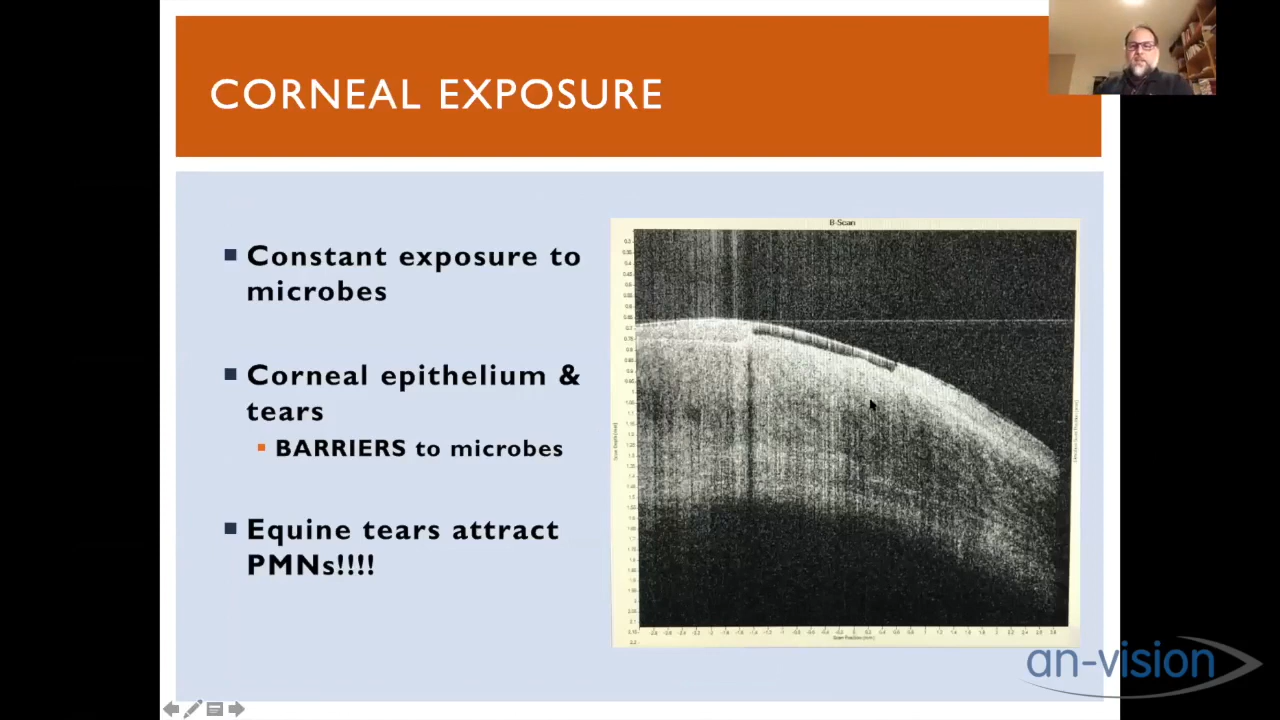 CORNEAL EXPOSURE
Constant exposure to
microbes
Corneal epithelium &
tears
BARRIERS to microbes
Equine tears attract
PMNs!!!!
B-Scan
an-vision